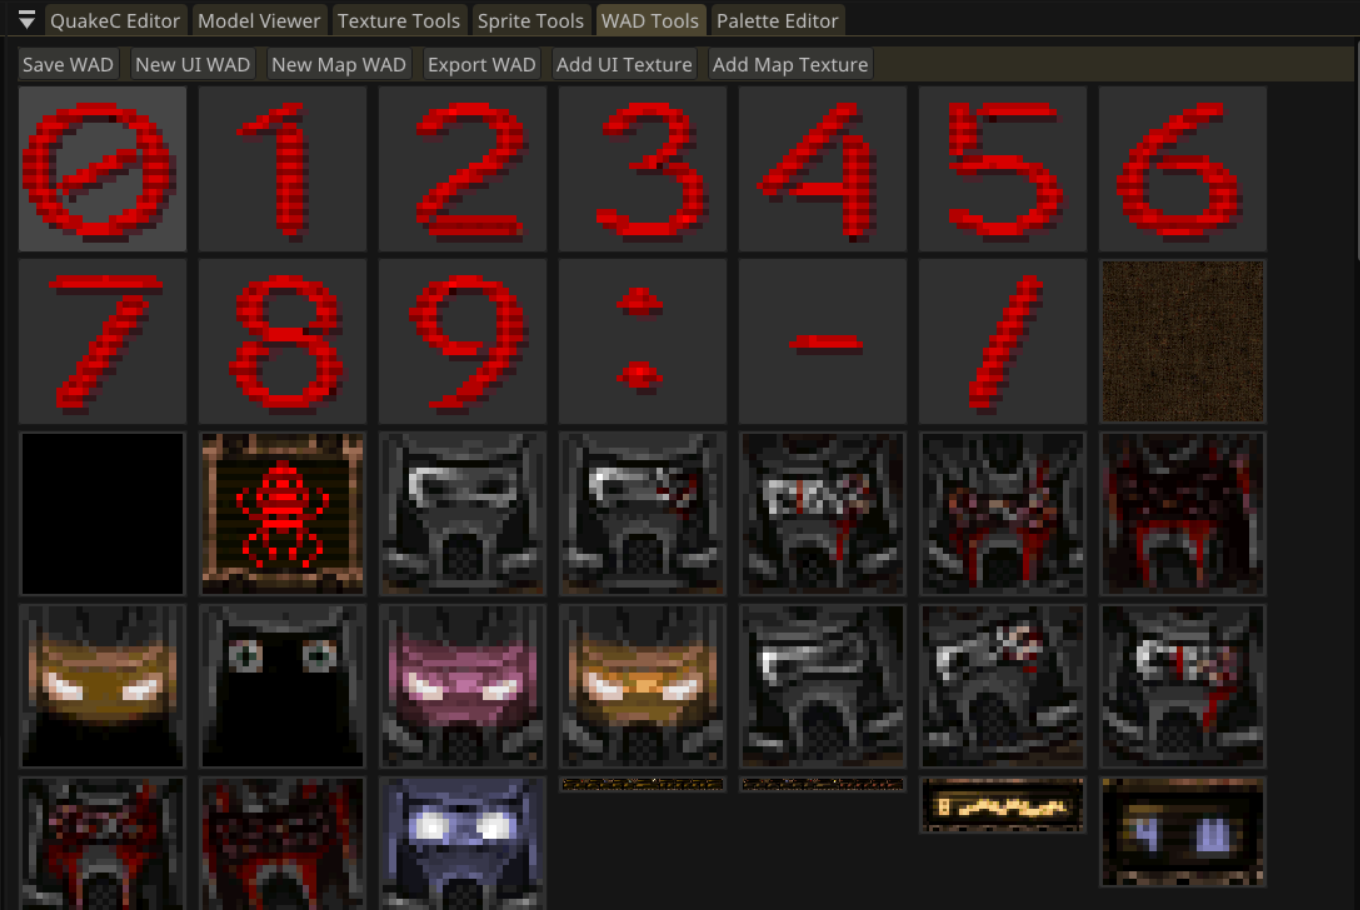 QuakeC Editor Model Viewer Texture Tools Sprite Tools WAD Tools Palette Editor
Save WAD New UI WAD New Map WAD Export WAD Add UI Texture Add Map Texture
0 1 2 3 4 5 6
7 8 9 : - /